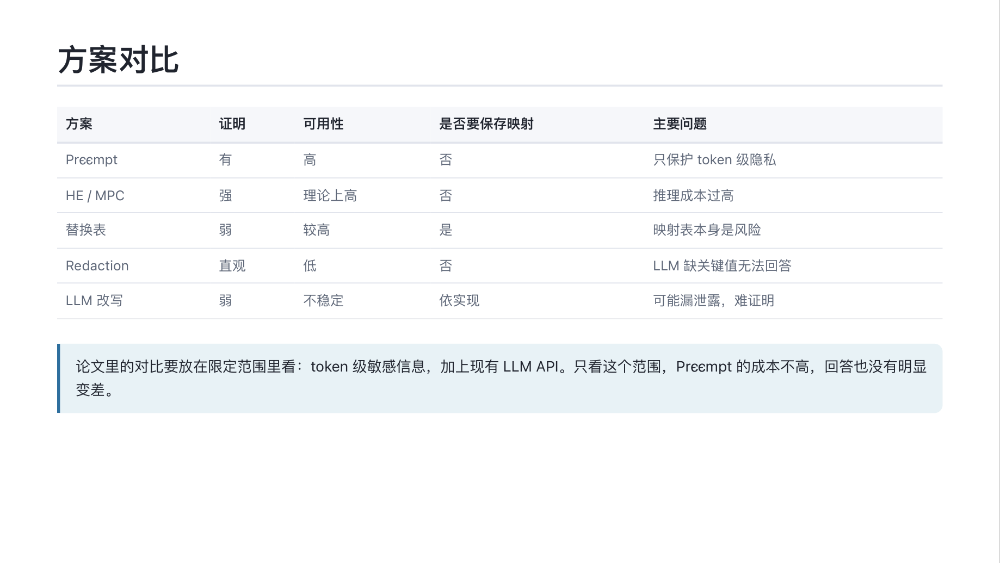 方案对比
方案 证明 可用性 是否要保存映射 主要问题
Prϵϵmpt 有 高 否 只保护 token 级隐私
HE / MPC 强 理论上高 否 推理成本过高
替换表 弱 较高 是 映射表本身是风险
Redaction 直观 低 否 LLM 缺关键值无法回答
LLM 改写 弱 不稳定 依实现 可能漏泄露，难证明
论文里的对比要放在限定范围里看：token 级敏感信息，加上现有 LLM API。只看这个范围，Prϵϵmpt 的成本不高，回答也没有明显
变差。